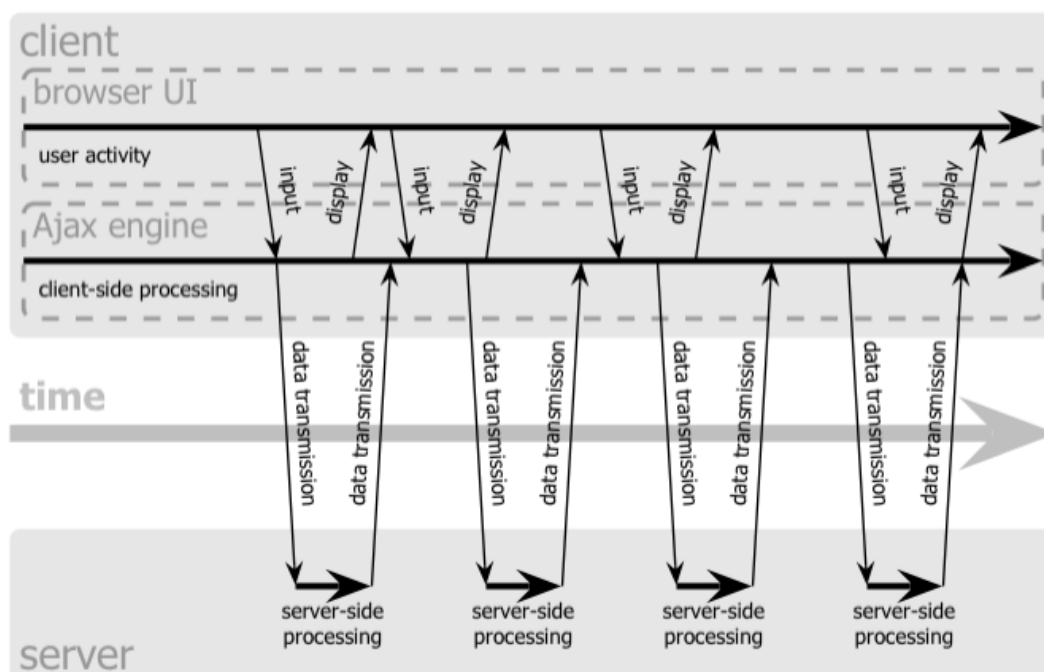 client
browser UI
user activity
input
display
input
display
input
display
input
display
Ajax engine
client-side processing
data transmission
data transmission
data transmission
data transmission
data transmission
data transmission
data transmission
data transmission
time
server-side
processing
server-side
processing
server-side
processing
server-side
processing
server